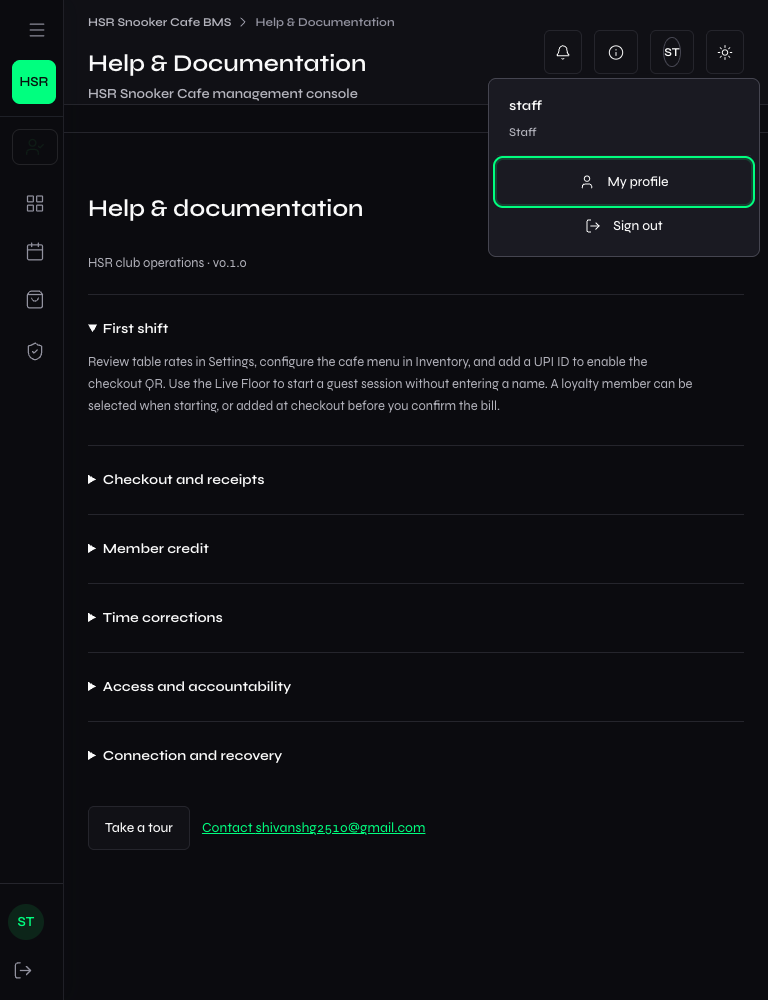 HSR Snooker Cafe BMS > Help & Documentation
Help & Documentation
HSR Snooker Cafe management console
HSR
ST
staff
Staff
My profile
Sign out
Help & documentation
HSR club operations · v0.1.0
First shift
Review table rates in Settings, configure the cafe menu in Inventory, and add a UPI ID to enable the
checkout QR. Use the Live Floor to start a guest session without entering a name. A loyalty member can be
selected when starting, or added at checkout before you confirm the bill.
Checkout and receipts
Member credit
Time corrections
Access and accountability
Connection and recovery
Take a tour
Contact shivanshg2510@gmail.com
ST